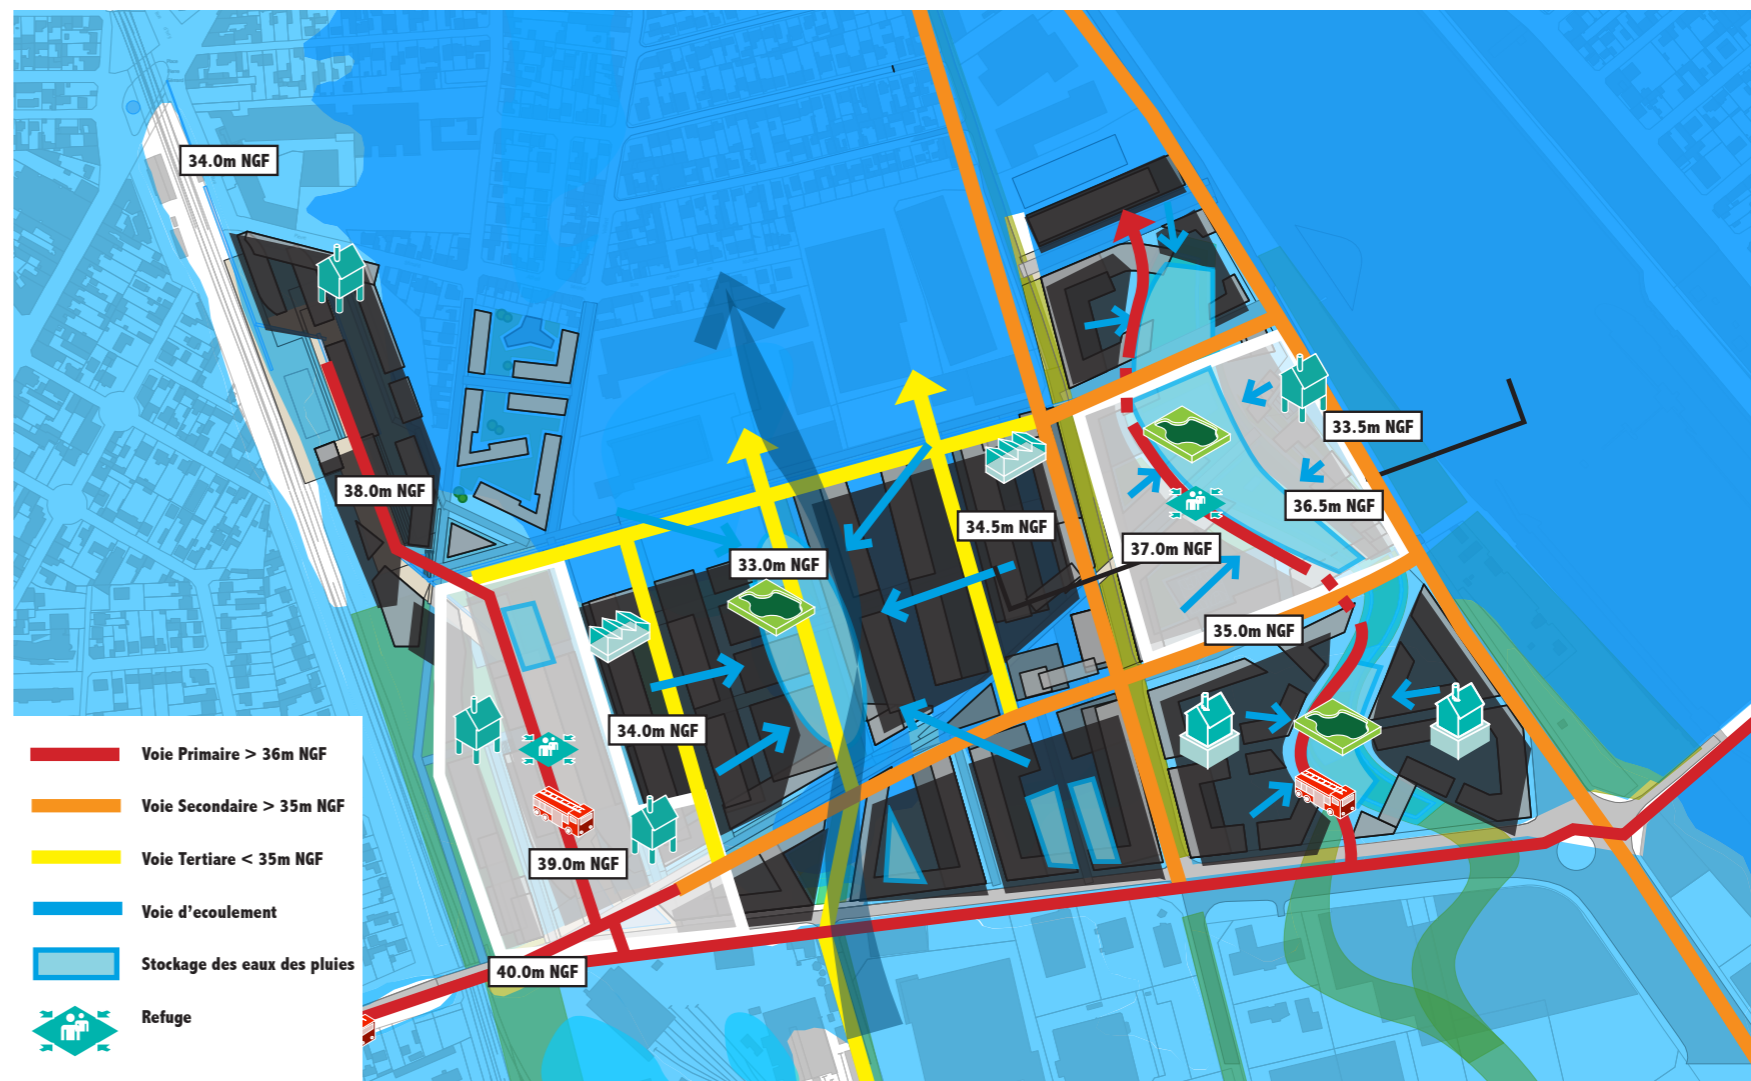 34.0m NGF
33.5m NGF
38.0m NGF
36.5m NGF
34.5m NGF
37.0m NGF
33.0m NGF
35.0m NGF
34.0m NGF
39.0m NGF
40.0m NGF
Voie Primaire > 36m NGF
Voie Secondaire > 35m NGF
Voie Tertiare < 35m NGF
Voie d'ecoulement
Stockage des eaux des pluies
Refuge